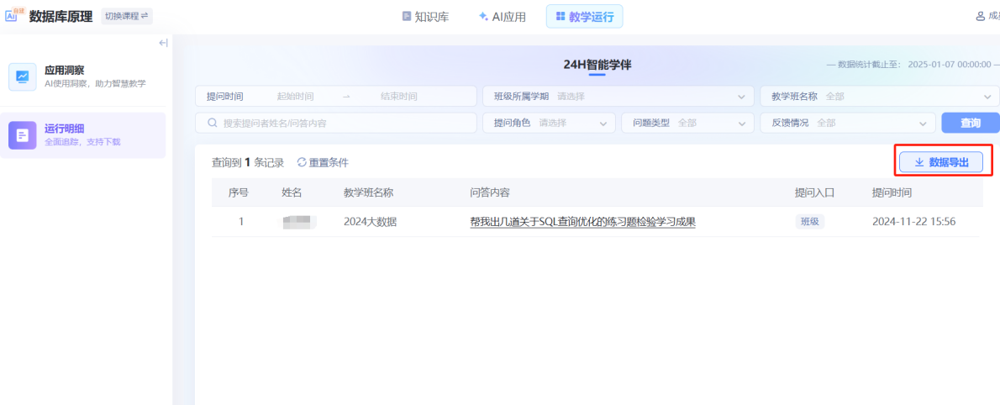 AI 自建 数据库原理 切换课程 知识库 AI应用 教学运行
应用洞察
AI使用洞察，助力智慧教学
运行明细
全面追踪，支持下载
24H智能学伴
— 数据统计截止至： 2025-01-07 00:00:00 —
提问时间 起始时间 → 结束时间 班级所属学期 请选择 教学班名称 全部
搜索提问者姓名/问答内容 提问角色 请选择 问题类型 全部 反馈情况 全部 查询
查询到 1 条记录 重置条件 数据导出
序号 姓名 教学班名称 问答内容 提问入口 提问时间
1 2024大数据 帮我出几道关于SQL查询优化的练习题检验学习成果 班级 2024-11-22 15:56